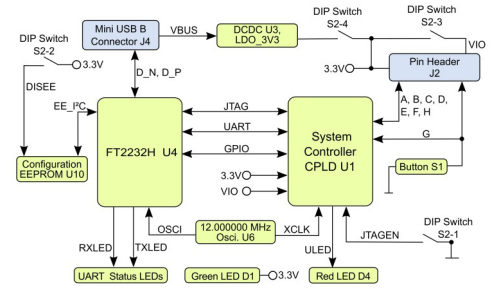 DIP Switch
S2-2
3.3V
DISEE
Mini USB B
Connector J4
VBUS
DCDC U3,
LDO_3V3
DIP Switch
S2-4
DIP Switch
S2-3
VIO
3.3V
Pin Header
J2
D_N, D_P
EE_I²C
A, B, C, D,
E, F, H
G
JTAG
UART
GPIO
FT2232H U4
System
Controller
CPLD U1
3.3V
VIO
Configuration
EEPROM U10
Button S1
OSCI
12.000000 MHz
Osci. U6
XCLK
DIP Switch
S2-1
JTAGEN
RXLED
TXLED
ULED
UART Status LEDs
Green LED D1
3.3V
Red LED D4